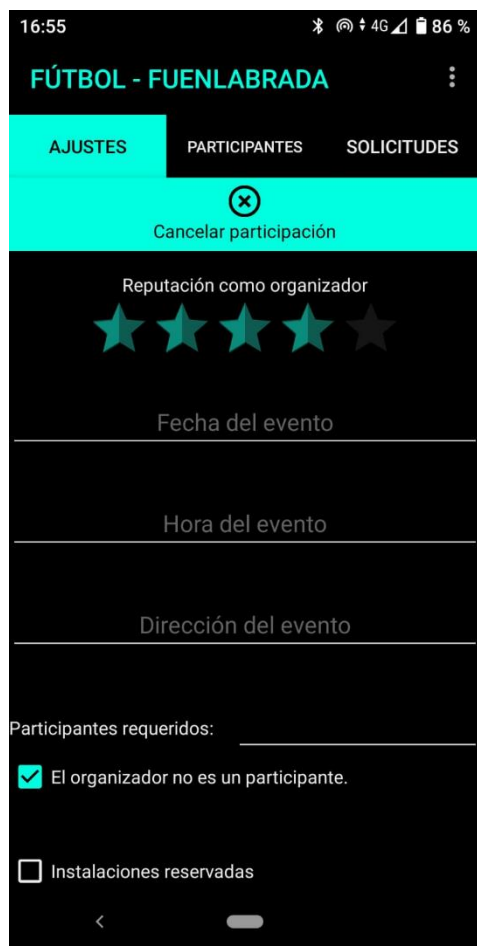 16:55 4G 86 %
FÚTBOL - FUENLABRADA
AJUSTES PARTICIPANTES SOLICITUDES
Cancelar participación
Reputación como organizador
Fecha del evento
Hora del evento
Dirección del evento
Participantes requeridos:
El organizador no es un participante.
Instalaciones reservadas